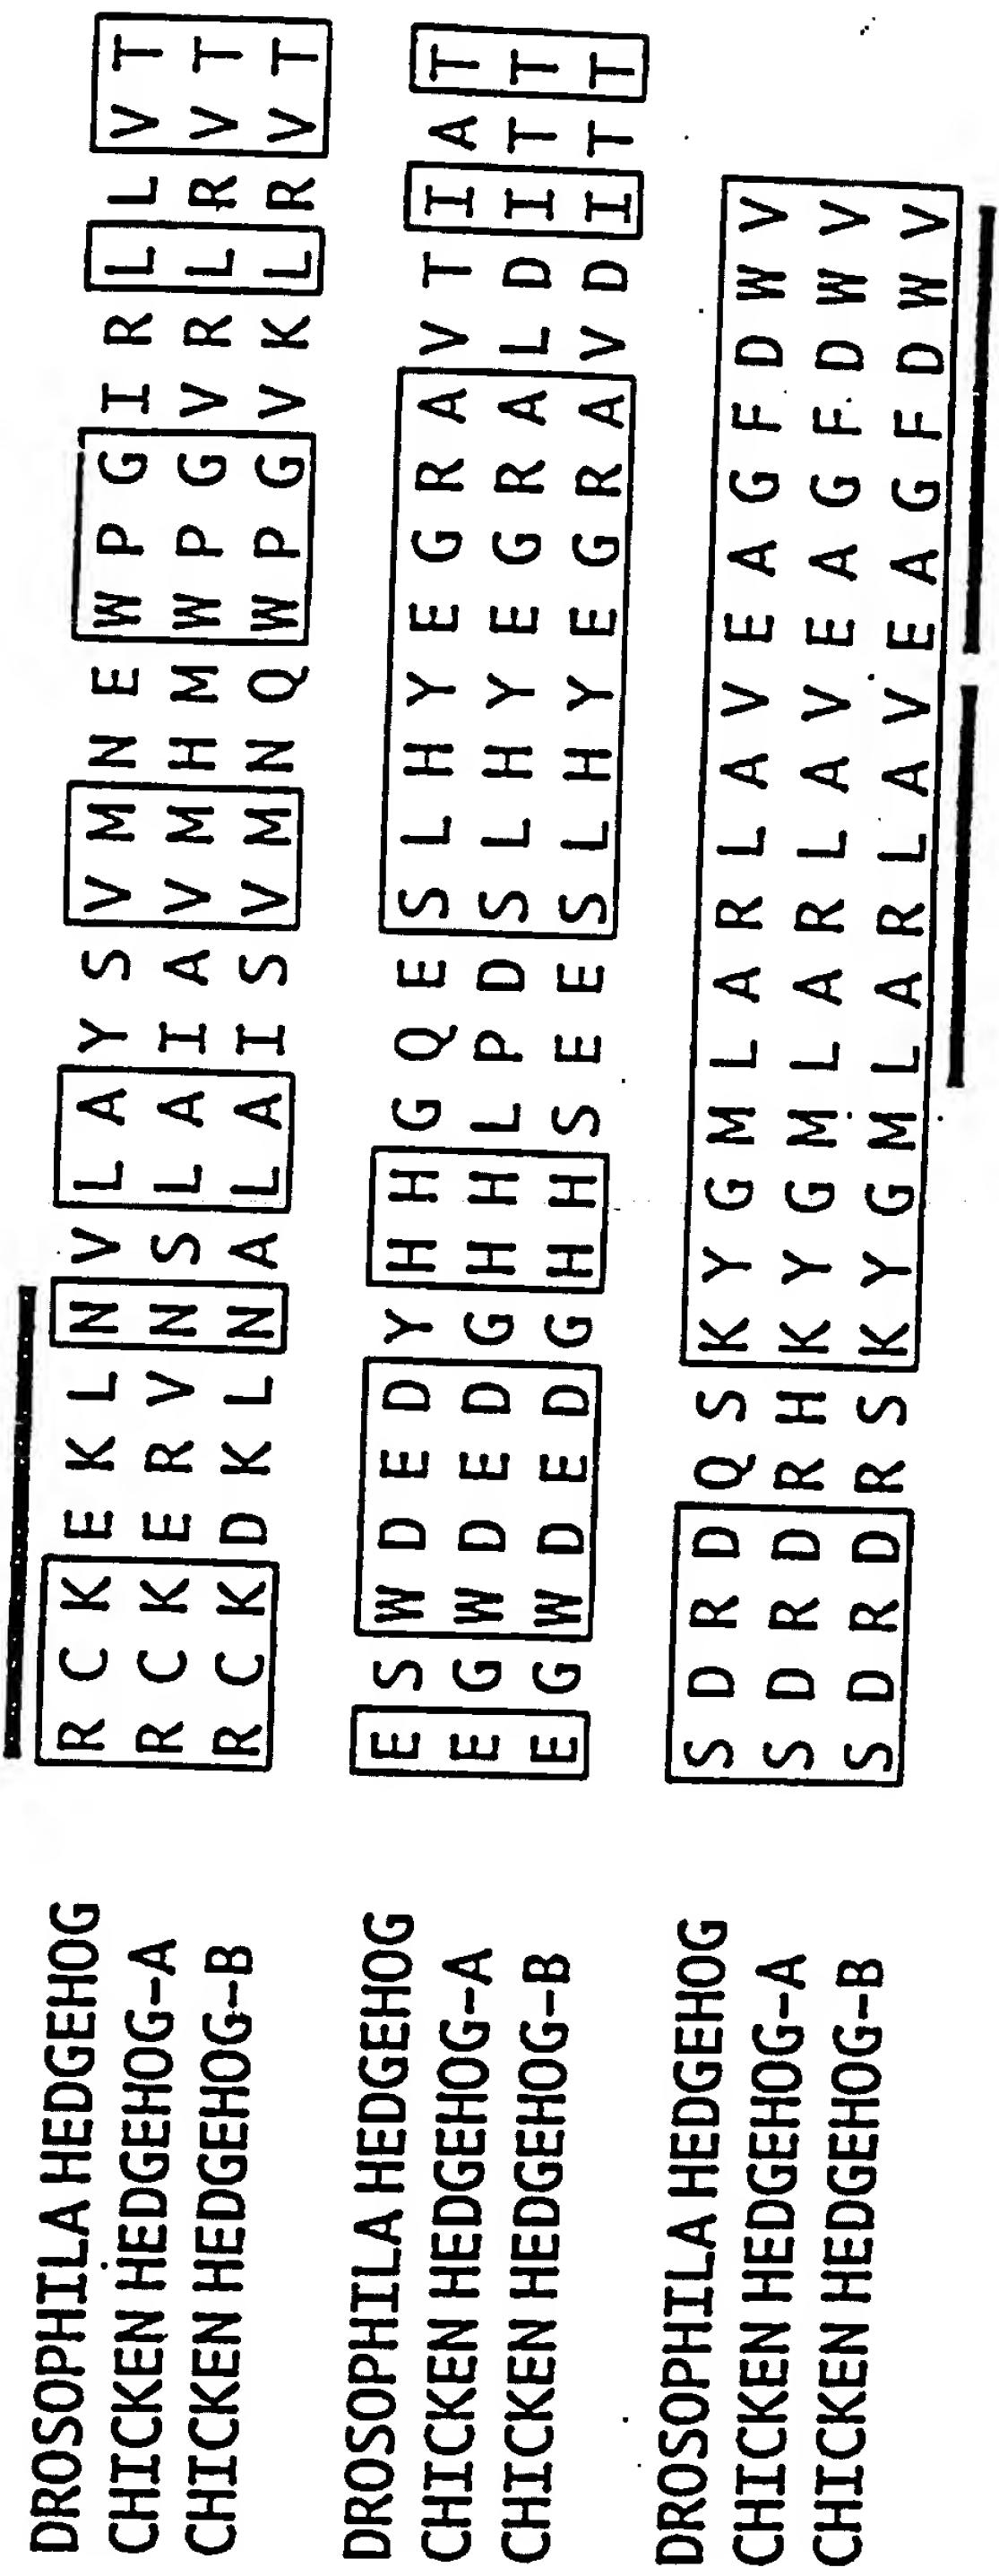 DROSOPHILA HEDGEHOG R C K E K L N V L A Y S V M N E W P G I R L L V T
CHICKEN HEDGEHOG-A R C K E R V N S L A I A V M H M W P G V R L R V T
CHICKEN HEDGEHOG-B R C K D K L N A L A I S V M N Q W P G V K L R V T
DROSOPHILA HEDGEHOG E S W D E D Y H H G Q E S L H Y E G R A V T I A T
CHICKEN HEDGEHOG-A E G W D E D G H H L P D S L H Y E G R A L D I T T
CHICKEN HEDGEHOG-B E G W D E D G H H S E E S L H Y E G R A V D I T T
DROSOPHILA HEDGEHOG S D R D Q S K Y G M L A R L A V E A G F D W V
CHICKEN HEDGEHOG-A S D R D R H K Y G M L A R L A V E A G F D W V
CHICKEN HEDGEHOG-B S D R D R S K Y G M L A R L A V E A G F D W V